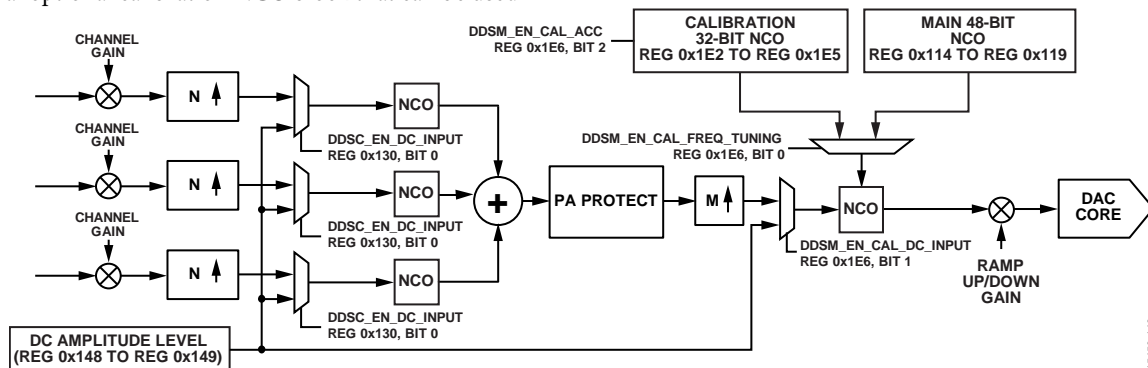 CALIBRATION
32-BIT NCO
REG 0x1E2 TO REG 0x1E5
MAIN 48-BIT
NCO
REG 0x114 TO REG 0x119
DDSM_EN_CAL_ACC
REG 0x1E6, BIT 2
CHANNEL
GAIN
N
NCO
DDSC_EN_DC_INPUT
REG 0x130, BIT 0
DDSM_EN_CAL_FREQ_TUNING
REG 0x1E6, BIT 0
CHANNEL
GAIN
N
NCO
DDSC_EN_DC_INPUT
REG 0x130, BIT 0
+
PA PROTECT
M
NCO
DDSM_EN_CAL_DC_INPUT
REG 0x1E6, BIT 1
RAMP
UP/DOWN
GAIN
DAC
CORE
CHANNEL
GAIN
N
NCO
DDSC_EN_DC_INPUT
REG 0x130, BIT 0
DC AMPLITUDE LEVEL
(REG 0x148 TO REG 0x149)